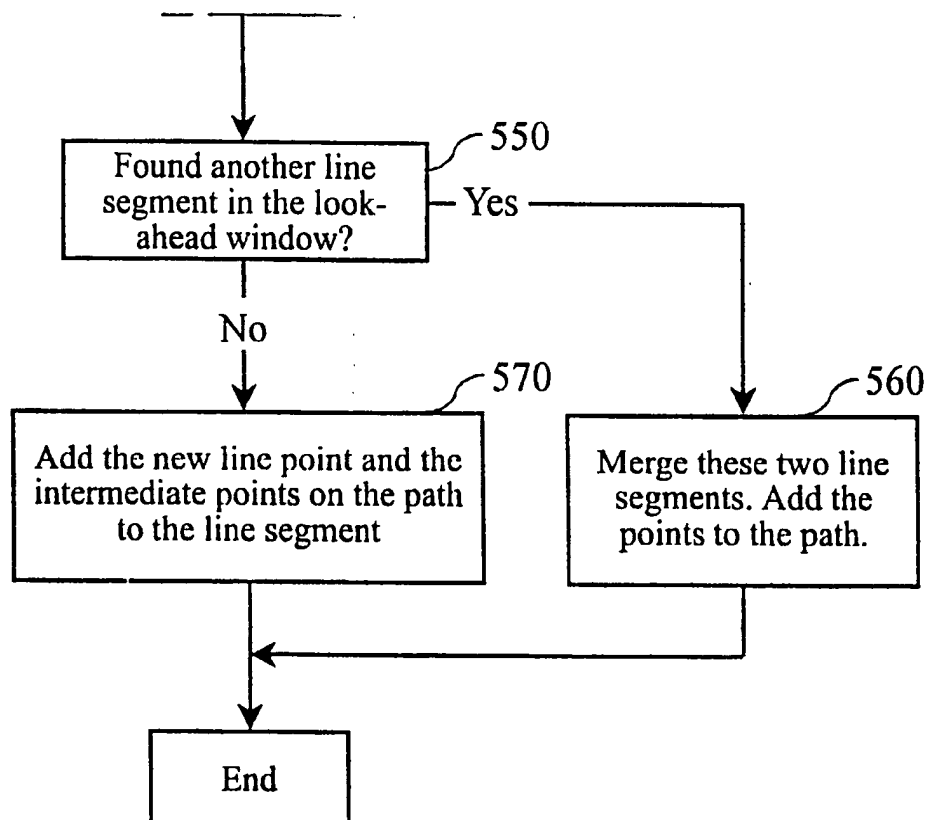 550
Found another line
segment in the look-
ahead window?
Yes
No
570
560
Add the new line point and the
intermediate points on the path
to the line segment
Merge these two line
segments. Add the
points to the path.
End